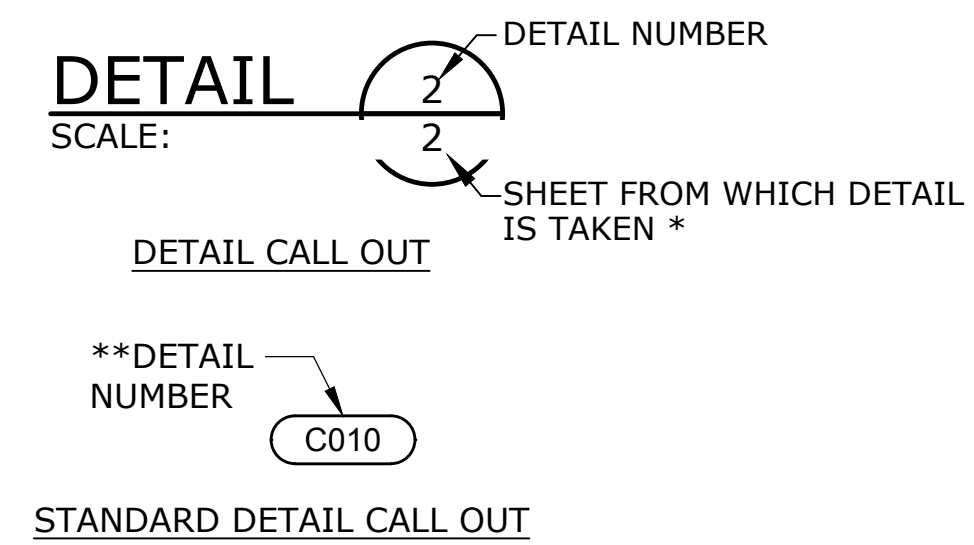 DETAIL NUMBER
DETAIL
2
SCALE:
2
SHEET FROM WHICH DETAIL
IS TAKEN *
DETAIL CALL OUT
**DETAIL
NUMBER
C010
STANDARD DETAIL CALL OUT